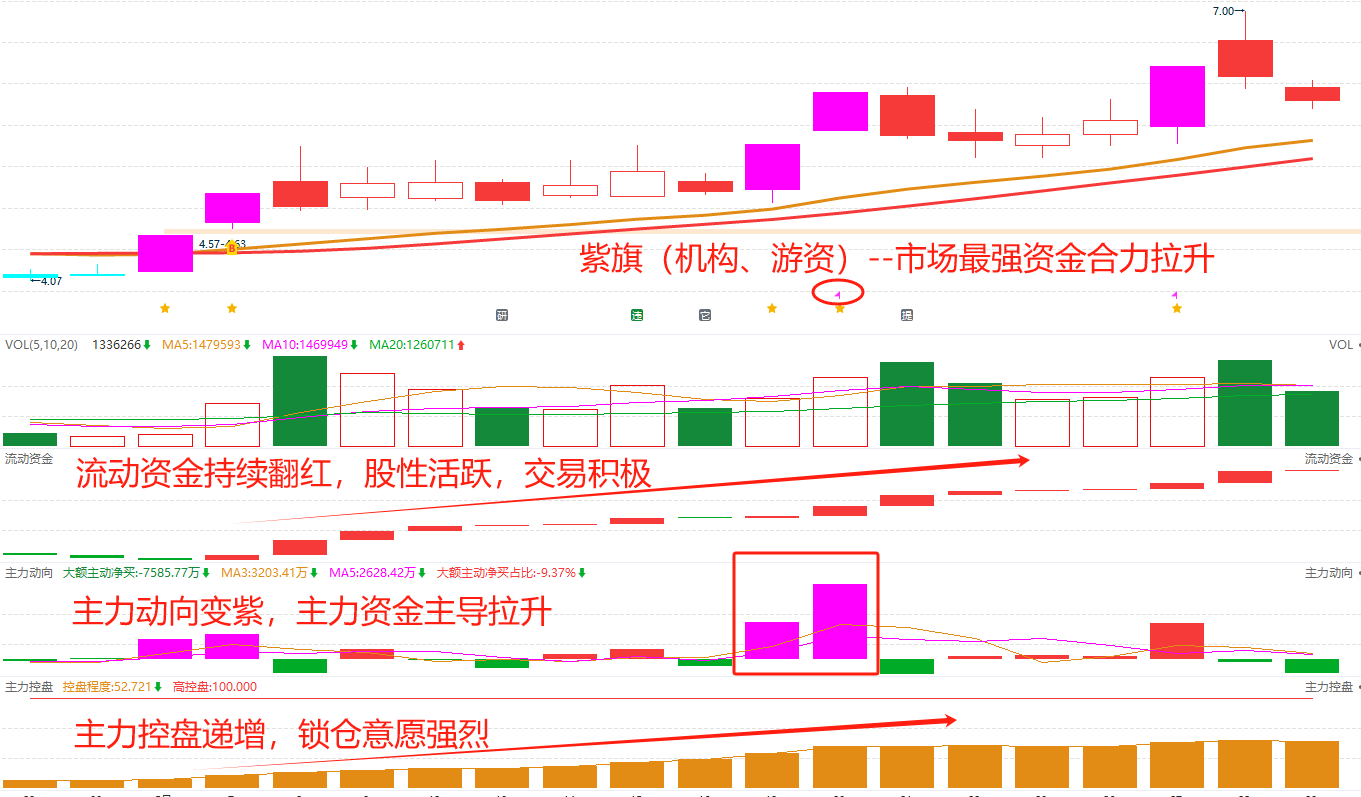 7.00
4.57-4.63
B
4.07
紫旗（机构、游资）--市场最强资金合力拉升
研
违
它
提
VOL(5,10,20) 1336266 MA5:1479593 MA10:1469949 MA20:1260711 VOL
流动资金 流动资金
流动资金持续翻红，股性活跃，交易积极
主力动向 大额主动净买:-7585.77万 MA3:3203.41万 MA5:2628.42万 大额主动净买占比:-9.37% 主力动向
主力动向变紫，主力资金主导拉升
主力控盘 控盘程度:52.721 高控盘:100.000 主力控盘
主力控盘递增，锁仓意愿强烈